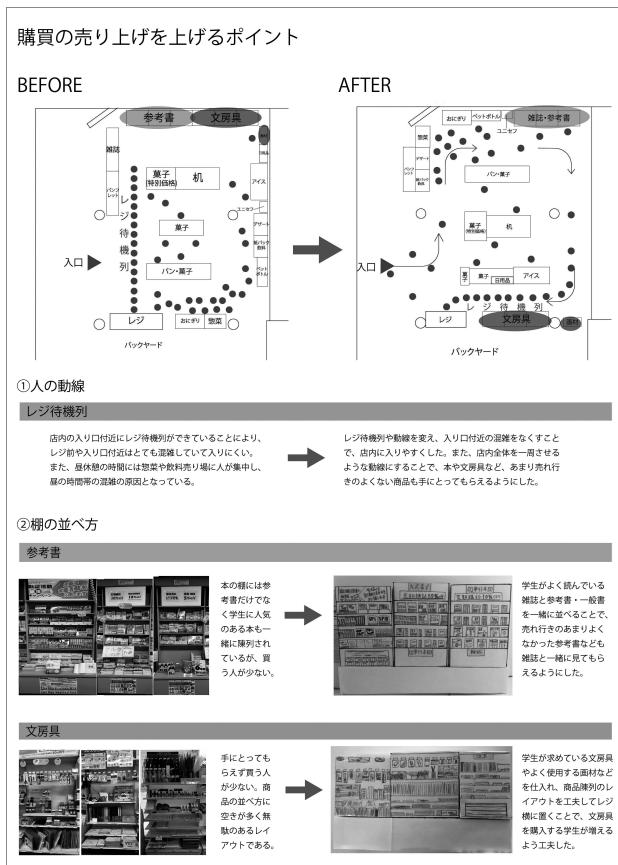 購買の売り上げを上げるポイント
BEFORE
AFTER
参考書
文房具
雑誌
パンフレット
レジ待機列
菓子
(特別価格)
机
菓子
パン・菓子
アイス
ユニセフ
デザート
紙パック
飲料
ペット
ボトル
入口
レジ
おにぎり
惣菜
バックヤード
おにぎり
ペットボトル
ユニセフ
雑誌・参考書
惣菜
デザート
紙パック
飲料
パンフレット
パン・菓子
菓子
(特別価格)
机
入口
菓子
菓子
日用品
アイス
レジ待機列
レジ
文房具
画材
バックヤード
①人の動線
レジ待機列
店内の入り口付近にレジ待機列ができていることにより、
レジ前や入り口付近はとても混雑していて入りにくい。
また、昼休憩の時間には惣菜や飲料売り場に人が集中し、
昼の時間帯の混雑の原因となっている。
レジ待機列や動線を変え、入り口付近の混雑をなくすこと
で、店内に入りやすくした。また、店内全体を一周させる
ような動線にすることで、本や文房具など、あまり売れ行
きのよくない商品も手にとってもらえるようにした。
②棚の並べ方
参考書
本の棚には参
考書だけでな
く学生に人気
のある本も一
緒に陳列され
ているが、買
う人が少ない。
学生がよく読んでいる
雑誌と参考書・一般書
を一緒に並べることで、
売れ行きのあまりよく
なかった参考書なども
雑誌と一緒に見てもら
えるようにした。
文房具
手にとっても
らえず買う人
が少ない。商
品の並べ方に
空きが多く無
駄のあるレイ
アウトである。
学生が求めている文房具
やよく使用する画材など
を仕入れ、商品陳列のレ
イアウトを工夫してレジ
横に置くことで、文房具
を購入する学生が増える
よう工夫した。